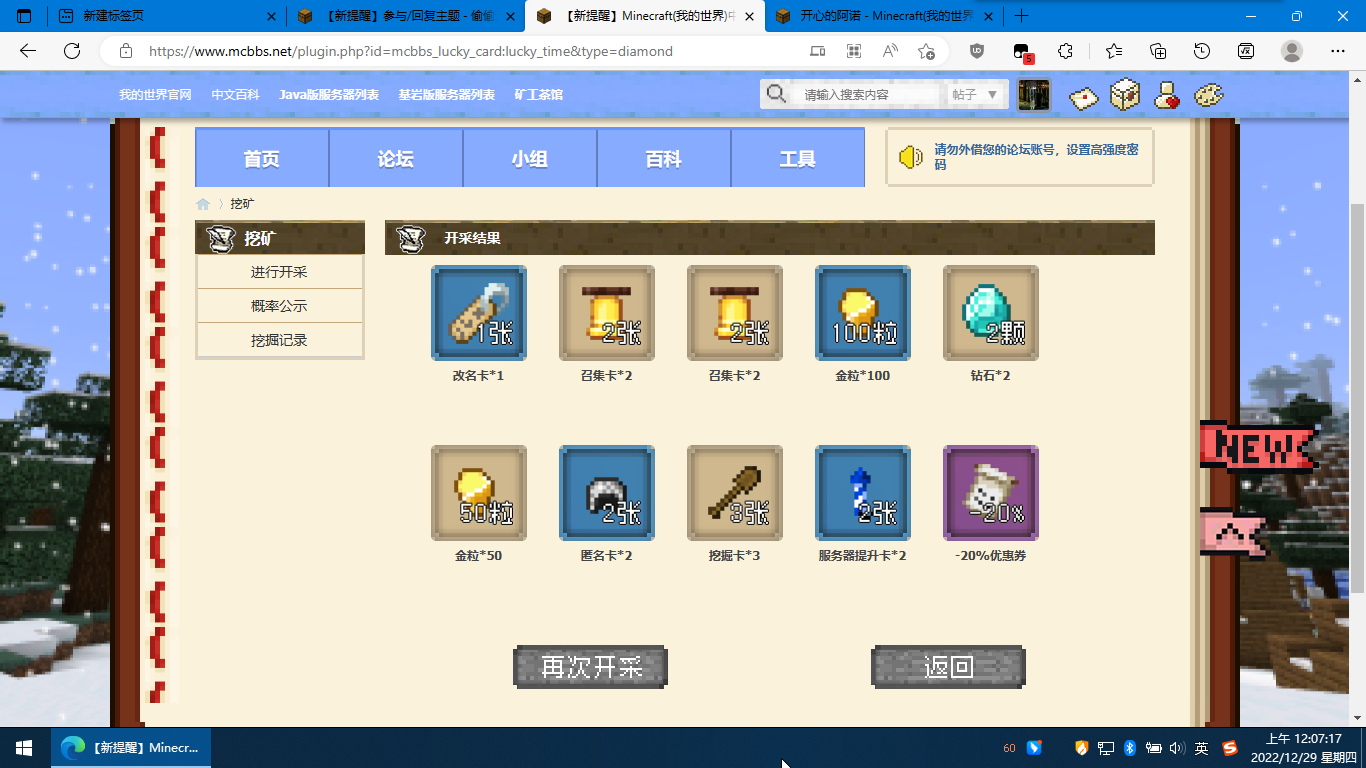 新建标签页
【新提醒】参与/回复主题 - 偷偷
【新提醒】Minecraft(我的世界)中
开心的阿诺 - Minecraft(我的世界
https://www.mcbbs.net/plugin.php?id=mcbbs_lucky_card:lucky_time&type=diamond
5
我的世界官网 中文百科 Java版服务器列表 基岩版服务器列表 矿工茶馆
请输入搜索内容 帖子
首页 论坛 小组 百科 工具
请勿外借您的论坛账号，设置高强度密
码
挖矿
挖矿
开采结果
进行开采
概率公示
挖掘记录
1张 2张 2张 100粒 2颗
改名卡*1 召集卡*2 召集卡*2 金粒*100 钻石*2
NEW
50粒 2张 3张 2张 -20%
金粒*50 匿名卡*2 挖掘卡*3 服务器提升卡*2 -20%优惠券
再次开采 返回
【新提醒】Minecr...
60
英
上午 12:07:17
2022/12/29 星期四